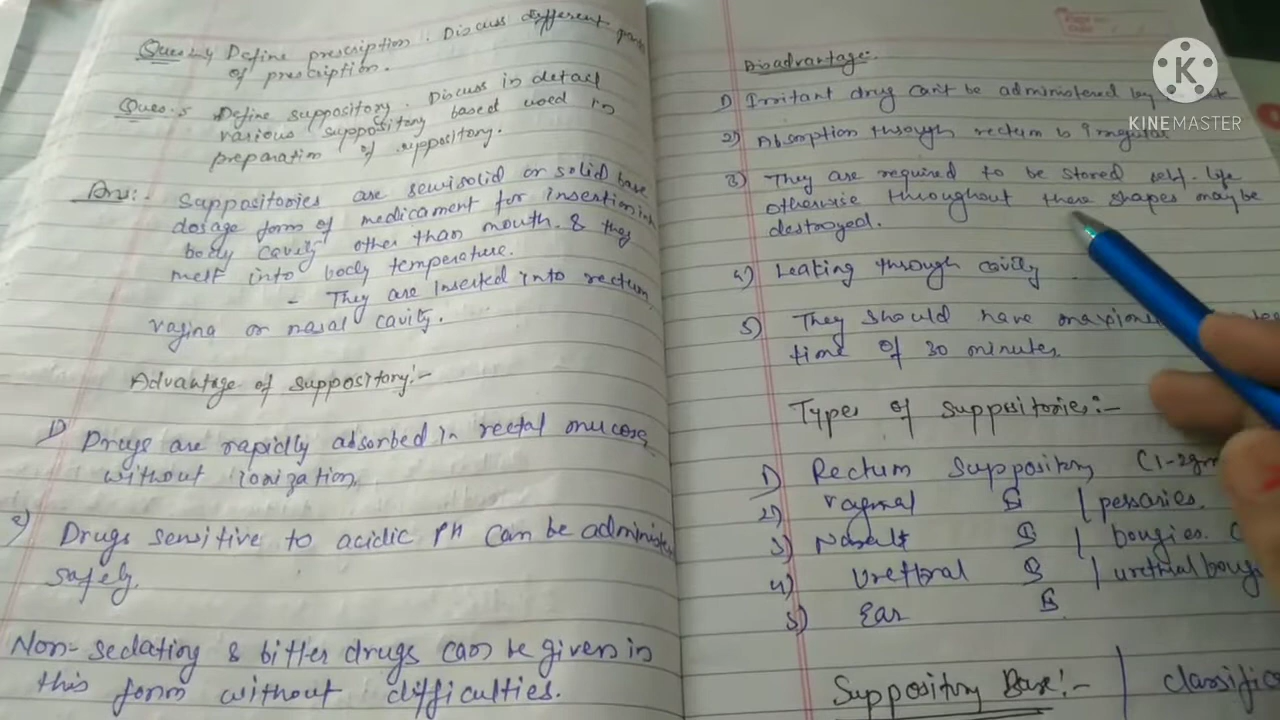 Ques-4 Define prescription. Discuss different parts
of prescription.
Ques.5 Define suppository. Discuss in detail
various suppository based used in
preparation of suppository.
Ans:- Suppositories are semisolid or solid base
dosage form of medicament for insertion into
body cavity other than mouth. & they
melt into body temperature.
- They are inserted into rectum,
vagina or nasal cavity.
Advantage of suppository:-
1) Drugs are rapidly absorbed in rectal mucosa
without ionization.
2) Drugs sensitive to acidic PH can be administer
safely.
Non-sedating & bitter drugs can be given in
this form without difficulties.
Disadvantage:-
1) Irritant drug can't be administered by
2) Absorption through rectum is irregular
3) They are required to be stored self-life
otherwise throughout there shapes may be
destroyed.
4) Leaking through cavity
5) They should have
time of 30 minutes.
Types of suppositories:-
1) Rectum Suppository (1-2gm
2) Vaginal S / pessaries.
3) Nasal S / bougies. (
4) Urethral S / urethral boug
5) Ear S
Suppository Base:- | classific
K
KINEMASTER